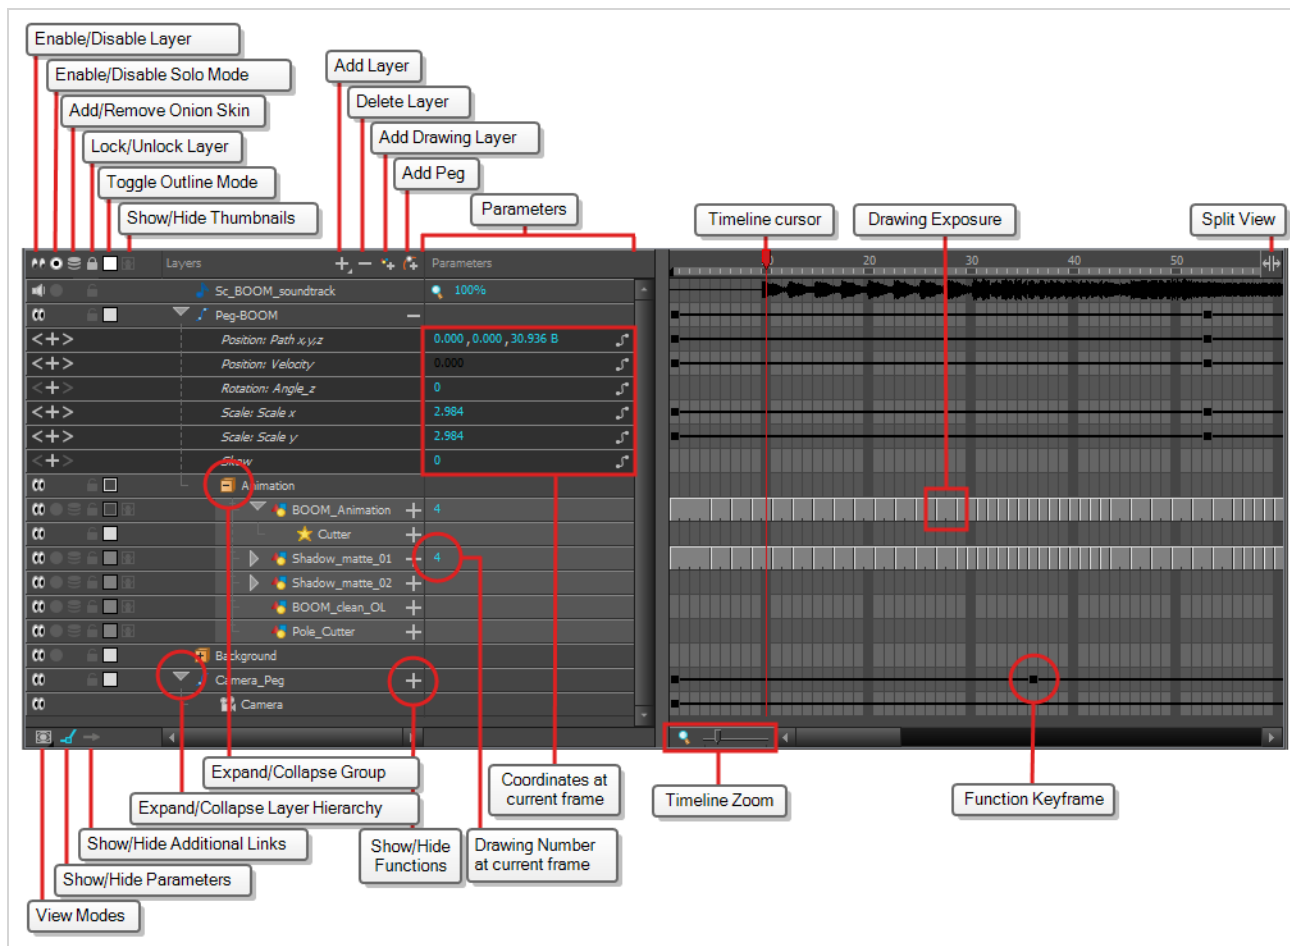 Enable/Disable Layer
Enable/Disable Solo Mode
Add/Remove Onion Skin
Lock/Unlock Layer
Toggle Outline Mode
Show/Hide Thumbnails
Add Layer
Delete Layer
Add Drawing Layer
Add Peg
Parameters
Timeline cursor
Drawing Exposure
Split View
Layers
Parameters
20
30
40
50
Sc_BOOM_soundtrack
100%
Peg-BOOM
Position: Path x,y,z
0.000 , 0.000 , 30.936 B
Position: Velocity
0.000
Rotation: Angle_z
0
Scale: Scale x
2.984
Scale: Scale y
2.984
Skew
0
Animation
BOOM_Animation
4
Cutter
Shadow_matte_01
4
Shadow_matte_02
BOOM_clean_OL
Pole_Cutter
Background
Camera_Peg
Camera
Expand/Collapse Group
Expand/Collapse Layer Hierarchy
Show/Hide Additional Links
Show/Hide Parameters
View Modes
Show/Hide
Functions
Coordinates at
current frame
Drawing Number
at current frame
Timeline Zoom
Function Keyframe